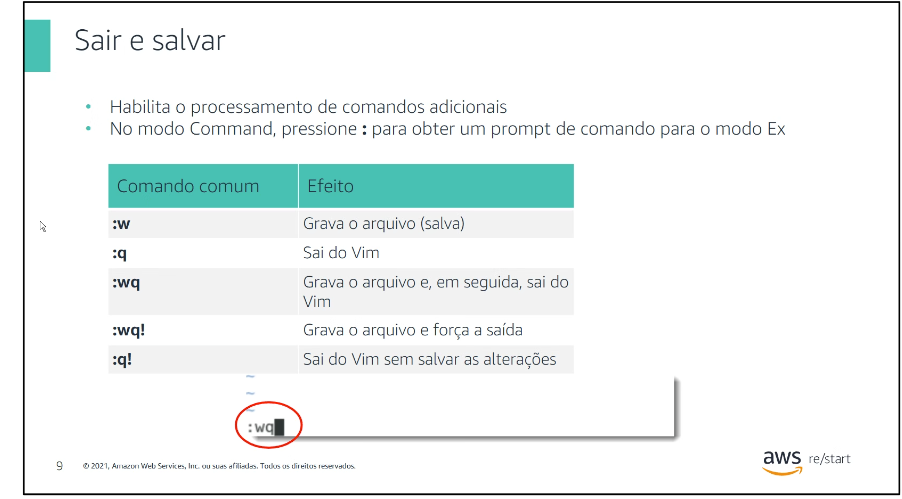 Sair e salvar
• Habilita o processamento de comandos adicionais
• No modo Command, pressione : para obter um prompt de comando para o modo Ex
Comando comum Efeito
:w Grava o arquivo (salva)
:q Sai do Vim
:wq Grava o arquivo e, em seguida, sai do
Vim
:wq! Grava o arquivo e força a saída
:q! Sai do Vim sem salvar as alterações
~
~
~
:wq
9 © 2021, Amazon Web Services, Inc. ou suas afiliadas. Todos os direitos reservados.
aws re/start